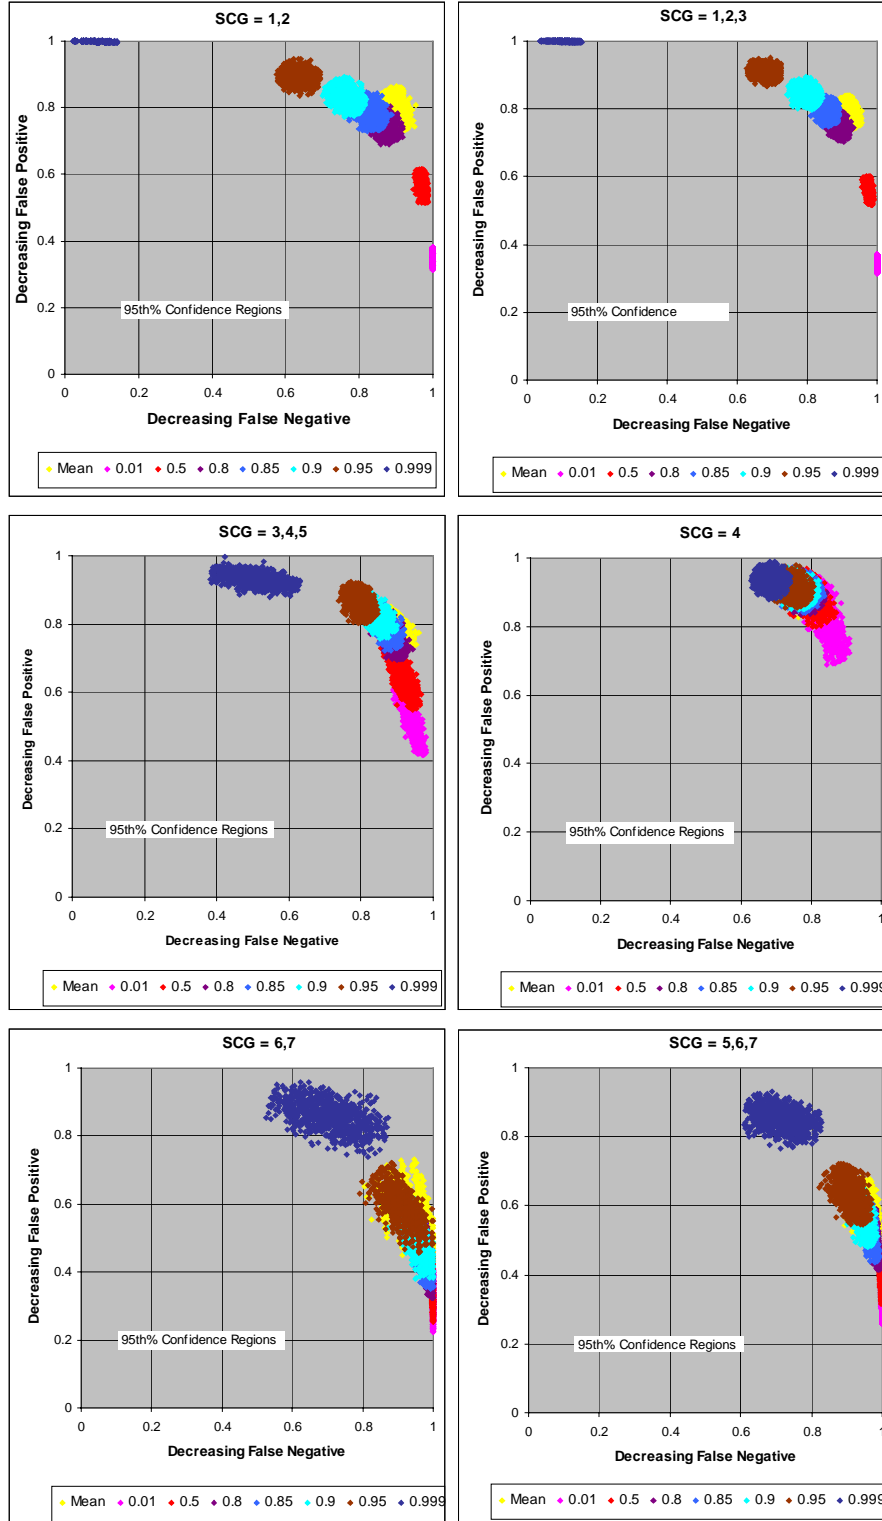 SCG = 1,2
Decreasing False Positive
1
0.8
0.6
0.4
0.2
0
95th% Confidence Regions
0 0.2 0.4 0.6 0.8 1
Decreasing False Negative
Mean 0.01 0.5 0.8 0.85 0.9 0.95 0.999
SCG = 1,2,3
Decreasing False Positive
1
0.8
0.6
0.4
0.2
0
95th% Confidence
0 0.2 0.4 0.6 0.8 1
Decreasing False Negative
Mean 0.01 0.5 0.8 0.85 0.9 0.95 0.999
SCG = 3,4,5
Decreasing False Positive
1
0.8
0.6
0.4
0.2
0
95th% Confidence Regions
0 0.2 0.4 0.6 0.8 1
Decreasing False Negative
Mean 0.01 0.5 0.8 0.85 0.9 0.95 0.999
SCG = 4
Decreasing False Positive
1
0.8
0.6
0.4
0.2
0
95th% Confidence Regions
0 0.2 0.4 0.6 0.8 1
Decreasing False Negative
Mean 0.01 0.5 0.8 0.85 0.9 0.95 0.999
SCG = 6,7
Decreasing False Positive
1
0.8
0.6
0.4
0.2
0
95th% Confidence Regions
0 0.2 0.4 0.6 0.8 1
Decreasing False Negative
Mean 0.01 0.5 0.8 0.85 0.9 0.95 0.999
SCG = 5,6,7
Decreasing False Positive
1
0.8
0.6
0.4
0.2
0
95th% Confidence Regions
0 0.2 0.4 0.6 0.8 1
Decreasing False Negative
Mean 0.01 0.5 0.8 0.85 0.9 0.95 0.999